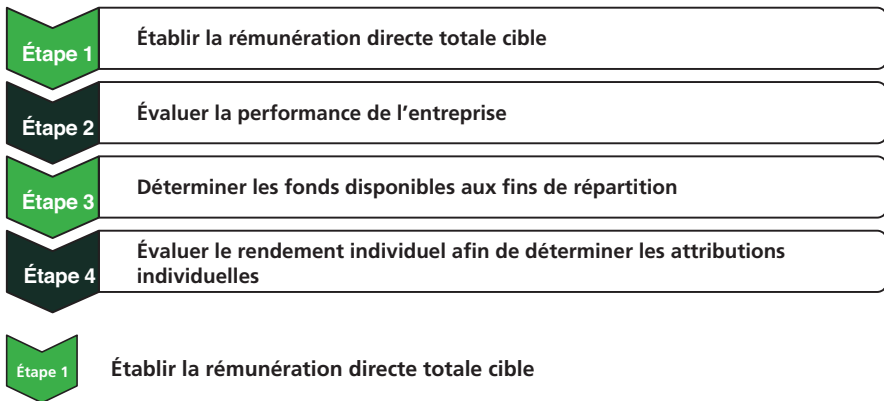 Étape 1
Établir la rémunération directe totale cible
Étape 2
Évaluer la performance de l'entreprise
Étape 3
Déterminer les fonds disponibles aux fins de répartition
Étape 4
Évaluer le rendement individuel afin de déterminer les attributions
individuelles
Étape 1
Établir la rémunération directe totale cible